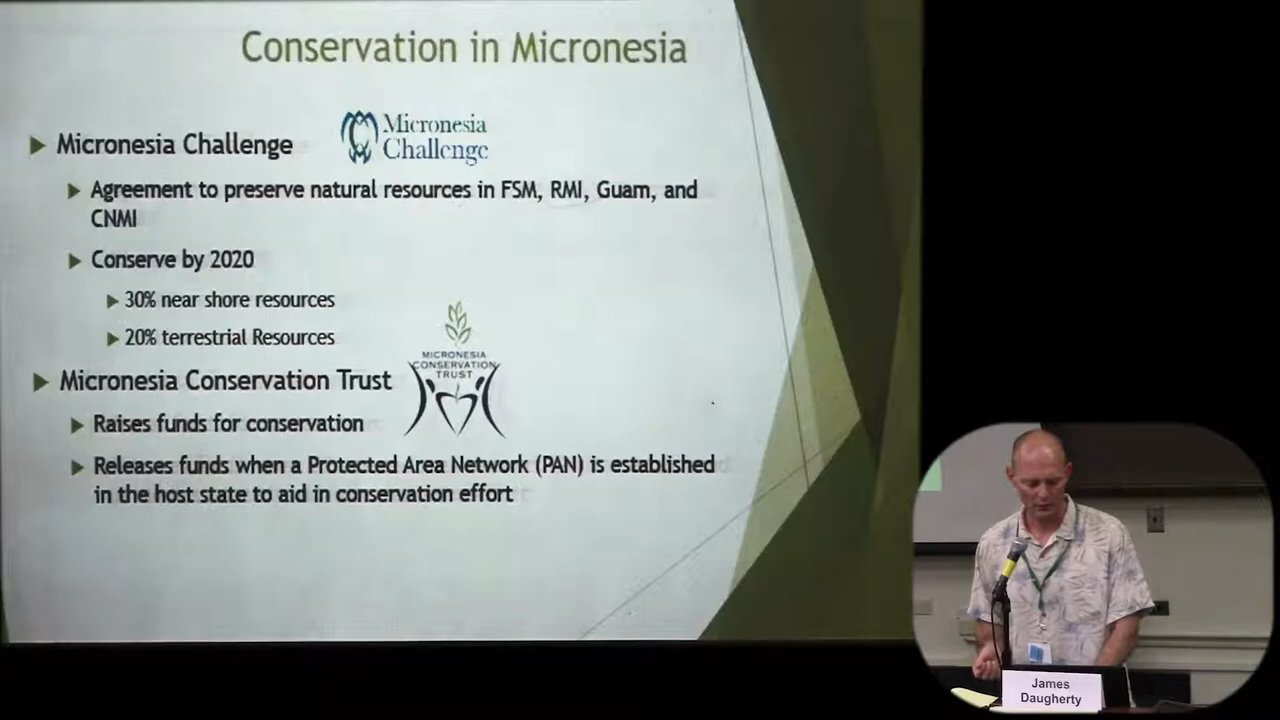 Conservation in Micronesia
Micronesia Challenge
Micronesia
Challenge
Agreement to preserve natural resources in FSM, RMI, Guam, and
CNMI
Conserve by 2020
30% near shore resources
20% terrestrial Resources
MICRONESIA
CONSERVATION
TRUST
Micronesia Conservation Trust
Raises funds for conservation
Releases funds when a Protected Area Network (PAN) is established
in the host state to aid in conservation effort
James
Daugherty